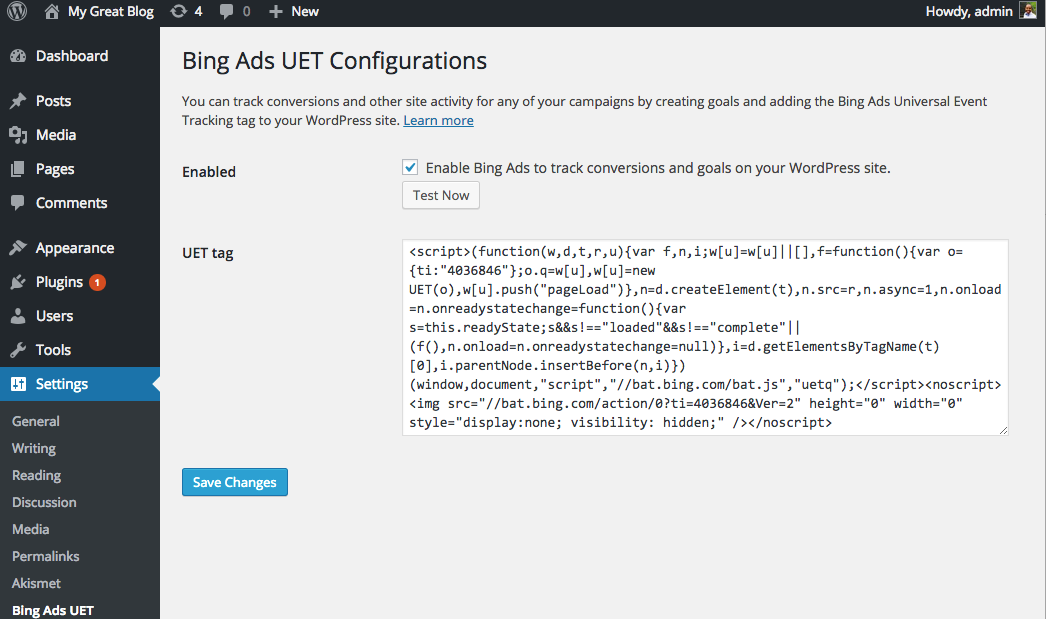 My Great Blog 4 0 New Howdy, admin
Dashboard
Posts
Media
Pages
Comments
Appearance
Plugins 1
Users
Tools
Settings
General
Writing
Reading
Discussion
Media
Permalinks
Akismet
Bing Ads UET
Bing Ads UET Configurations
You can track conversions and other site activity for any of your campaigns by creating goals and adding the Bing Ads Universal Event
Tracking tag to your WordPress site. Learn more
Enabled
Enable Bing Ads to track conversions and goals on your WordPress site.
Test Now
UET tag
<script>(function(w,d,t,r,u){var f,n,i;w[u]=w[u]||[],f=function(){var o=
{ti:"4036846"};o.q=w[u],w[u]=new
UET(o),w[u].push("pageLoad")},n=d.createElement(t),n.src=r,n.async=1,n.onload
=n.onreadystatechange=function(){var
s=this.readyState;s&&s!=="loaded"&&s!=="complete"||
(f(),n.onload=n.onreadystatechange=null)},i=d.getElementsByTagName(t)
[0],i.parentNode.insertBefore(n,i)})
(window,document,"script","//bat.bing.com/bat.js","uetq");</script><noscript>
<img src="//bat.bing.com/action/0?ti=4036846&Ver=2" height="0" width="0"
style="display:none; visibility: hidden;" /></noscript>
Save Changes